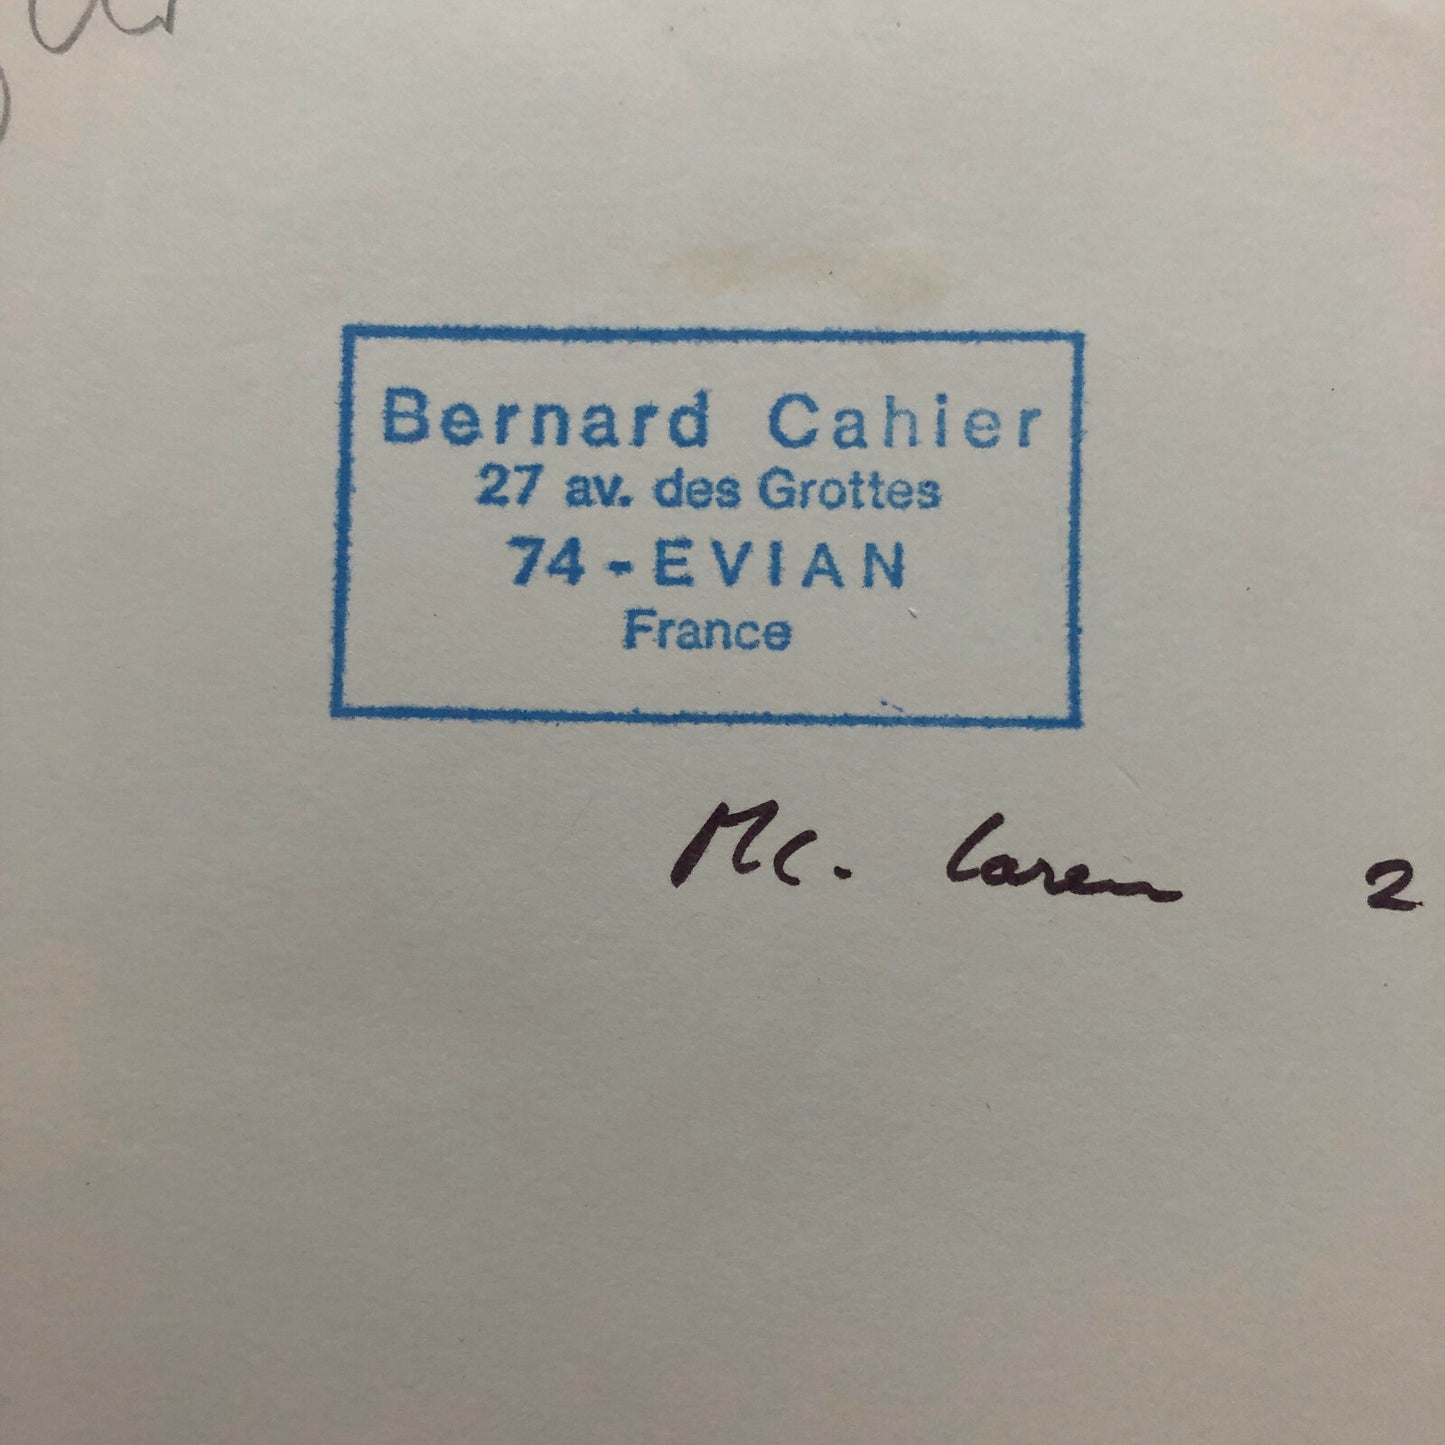 Bernard Cahier
27 av. des Grottes
74 - EVIAN
France
Mc. Laren 2